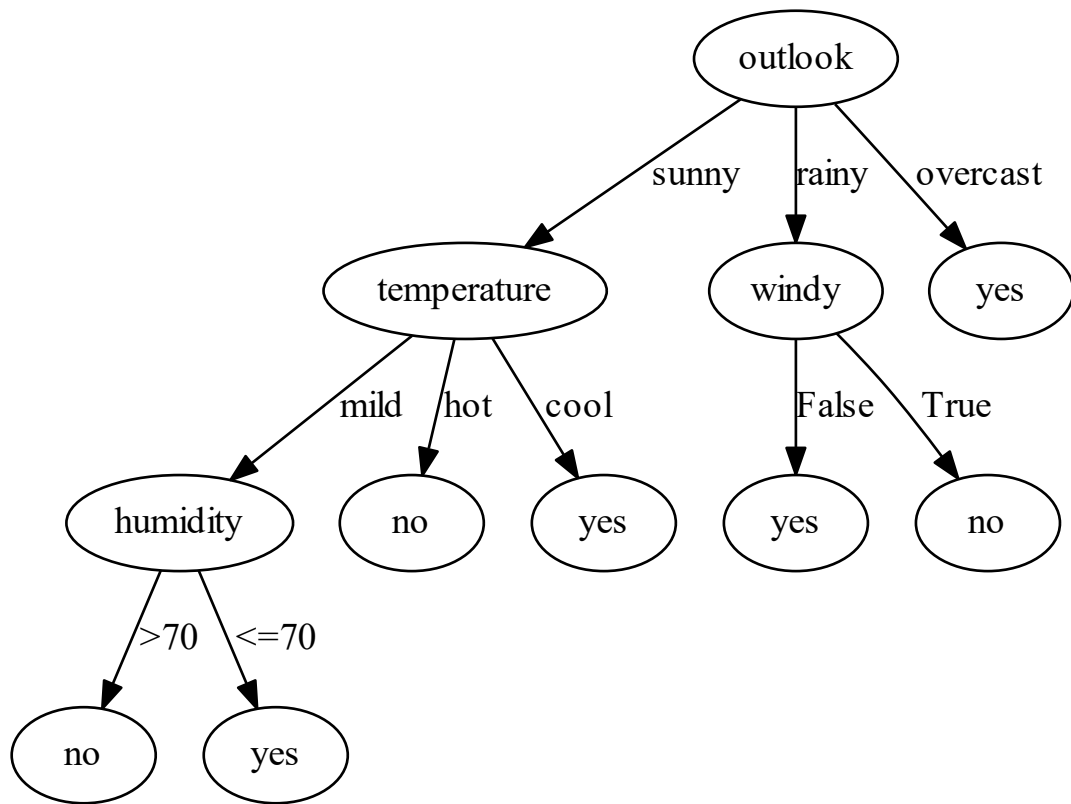 outlook
sunny
rainy
overcast
temperature
windy
yes
mild
hot
cool
False
True
humidity
no
yes
yes
no
>70
<=70
no
yes